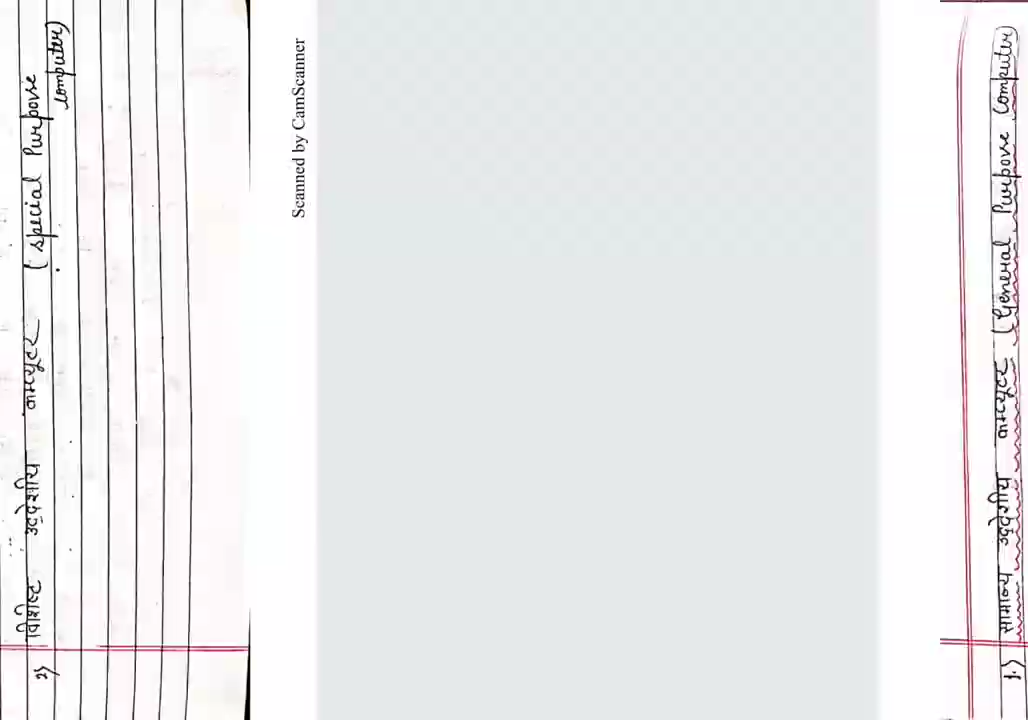 2) विशिष्ट उद्देशीय कम्प्यूटर (special Purpose
computer)
Scanned by CamScanner
1.) सामान्य उद्देशीय कम्प्यूटर (General Purpose Computer)